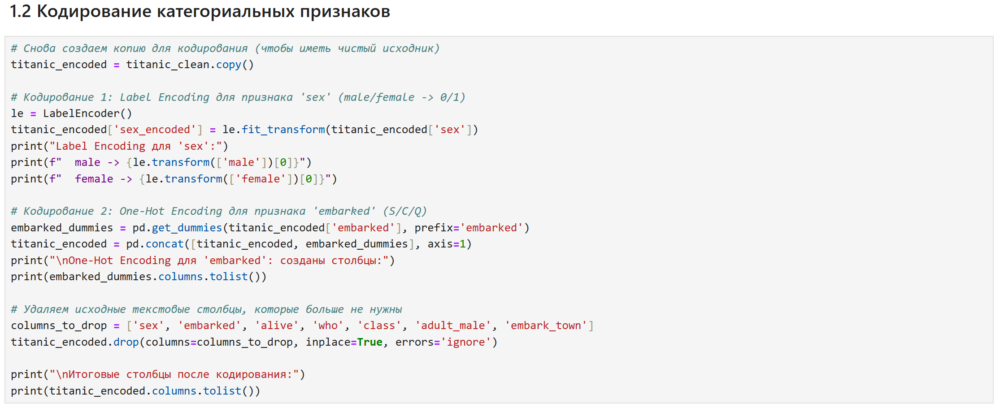 1.2 Кодирование категориальных признаков
# Снова создаем копию для кодирования (чтобы иметь чистый исходник)
titanic_encoded = titanic_clean.copy()
# Кодирование 1: Label Encoding для признака 'sex' (male/female -> 0/1)
le = LabelEncoder()
titanic_encoded['sex_encoded'] = le.fit_transform(titanic_encoded['sex'])
print("Label Encoding для 'sex':")
print(f"  male -> {le.transform(['male'])[0]}")
print(f"  female -> {le.transform(['female'])[0]}")
# Кодирование 2: One-Hot Encoding для признака 'embarked' (S/C/Q)
embarked_dummies = pd.get_dummies(titanic_encoded['embarked'], prefix='embarked')
titanic_encoded = pd.concat([titanic_encoded, embarked_dummies], axis=1)
print("\nOne-Hot Encoding для 'embarked': созданы столбцы:")
print(embarked_dummies.columns.tolist())
# Удаляем исходные текстовые столбцы, которые больше не нужны
columns_to_drop = ['sex', 'embarked', 'alive', 'who', 'class', 'adult_male', 'embark_town']
titanic_encoded.drop(columns=columns_to_drop, inplace=True, errors='ignore')
print("\nИтоговые столбцы после кодирования:")
print(titanic_encoded.columns.tolist())